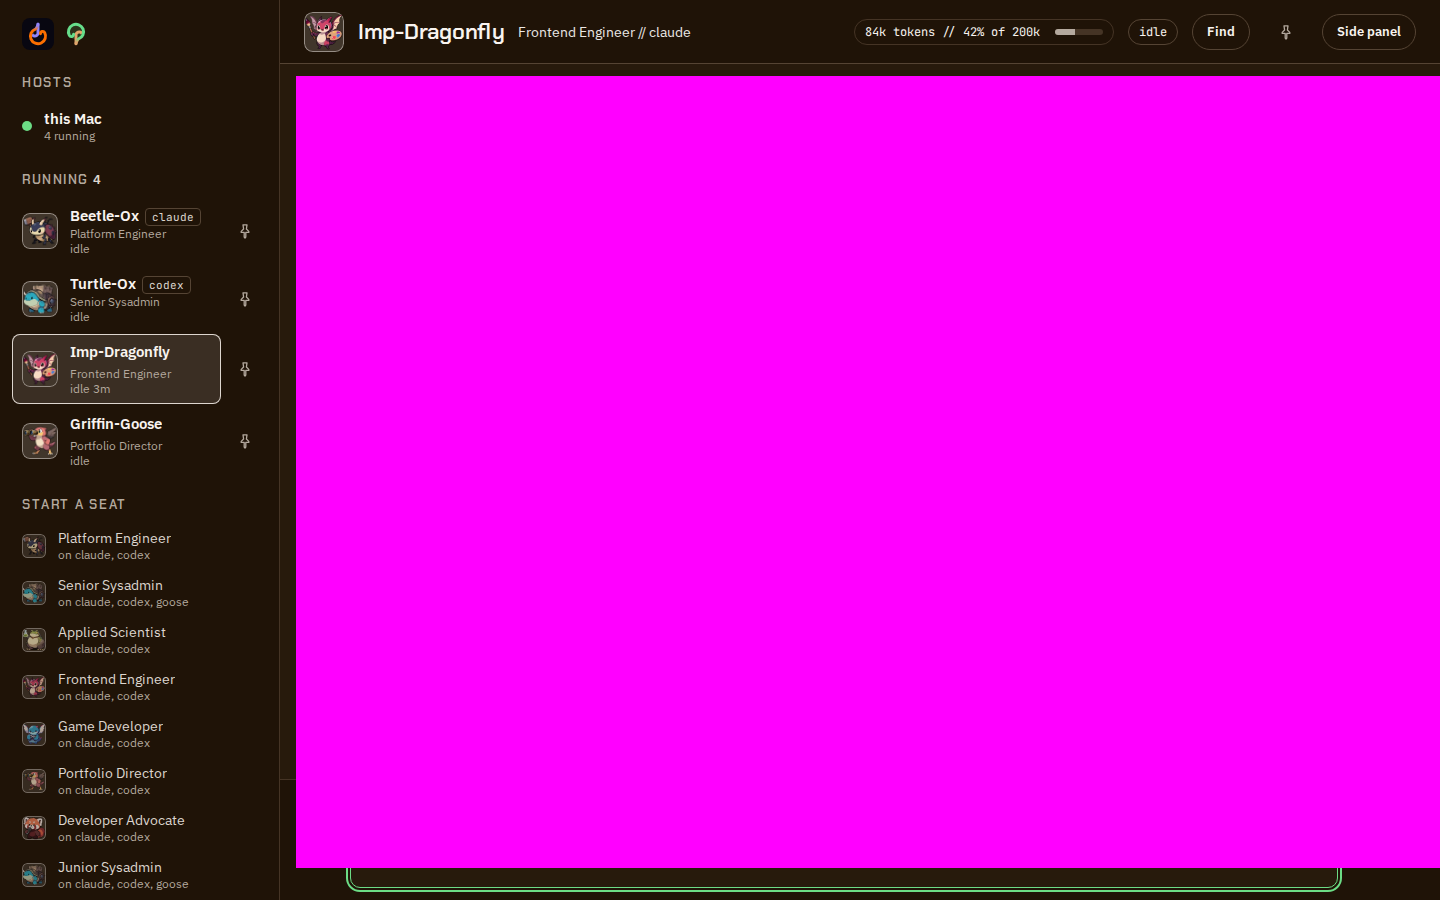 HOSTS
this Mac
4 running
RUNNING 4
Beetle-Ox claude
Platform Engineer
idle
Turtle-Ox codex
Senior Sysadmin
idle
Imp-Dragonfly
Frontend Engineer
idle 3m
Griffin-Goose
Portfolio Director
idle
START A SEAT
Platform Engineer
on claude, codex
Senior Sysadmin
on claude, codex, goose
Applied Scientist
on claude, codex
Frontend Engineer
on claude, codex
Game Developer
on claude, codex
Portfolio Director
on claude, codex
Developer Advocate
on claude, codex
Junior Sysadmin
on claude, codex, goose
Imp-Dragonfly Frontend Engineer // claude 84k tokens // 42% of 200k idle Find Side panel